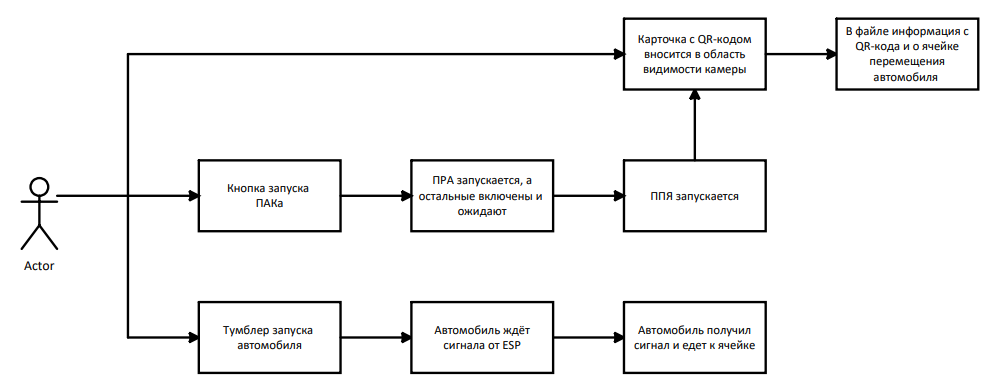 Карточка с QR-кодом
вносится в область
видимости камеры
В файле информация с
QR-кода и о ячейке
перемещения
автомобиля
Кнопка запуска
ПАКа
ПРА запускается, а
остальные включены и
ожидают
ППЯ запускается
Actor
Тумблер запуска
автомобиля
Автомобиль ждёт
сигнала от ESP
Автомобиль получил
сигнал и едет к ячейке